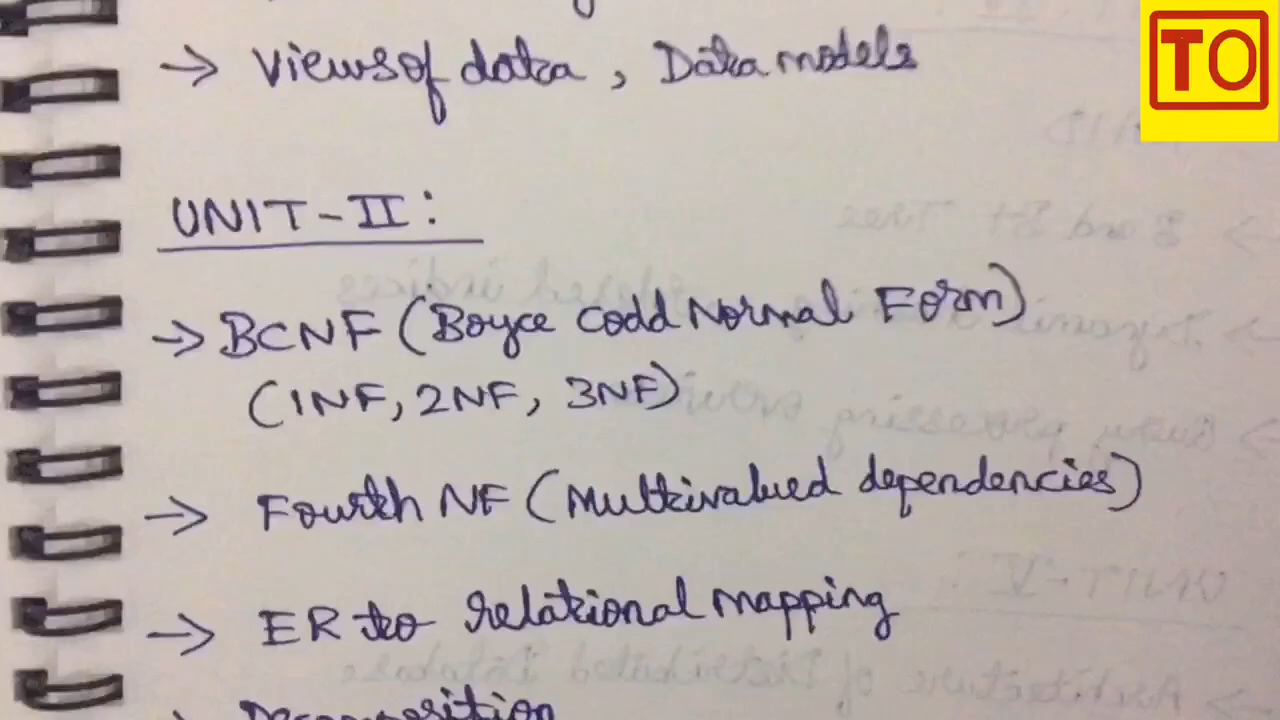 → Views of data, Data models
TO
UNIT-II:
→ BCNF (Boyce Codd Normal Form)
(1NF, 2NF, 3NF)
→ Fourth NF (Multivalued dependencies)
→ ER to relational mapping
→ Decomposition